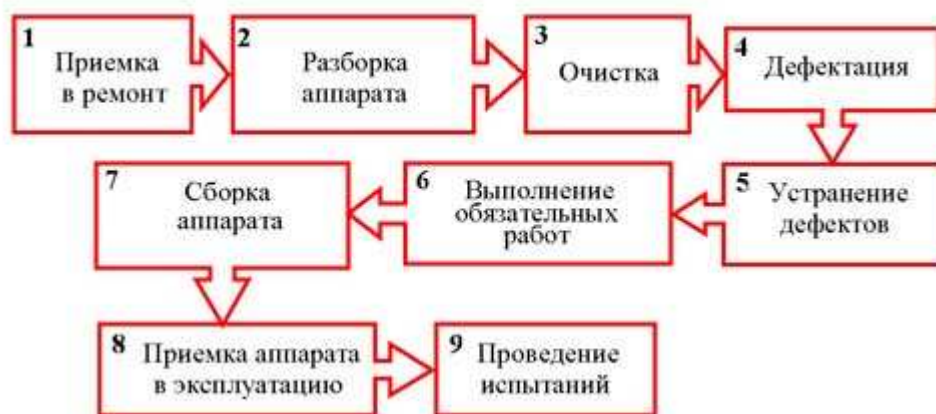 1
Приемка
в ремонт
2
Разборка
аппарата
3
Очистка
4
Дефектация
5
Устранение
дефектов
6
Выполнение
обязательных
работ
7
Сборка
аппарата
8
Приемка аппарата
в эксплуатацию
9
Проведение
испытаний